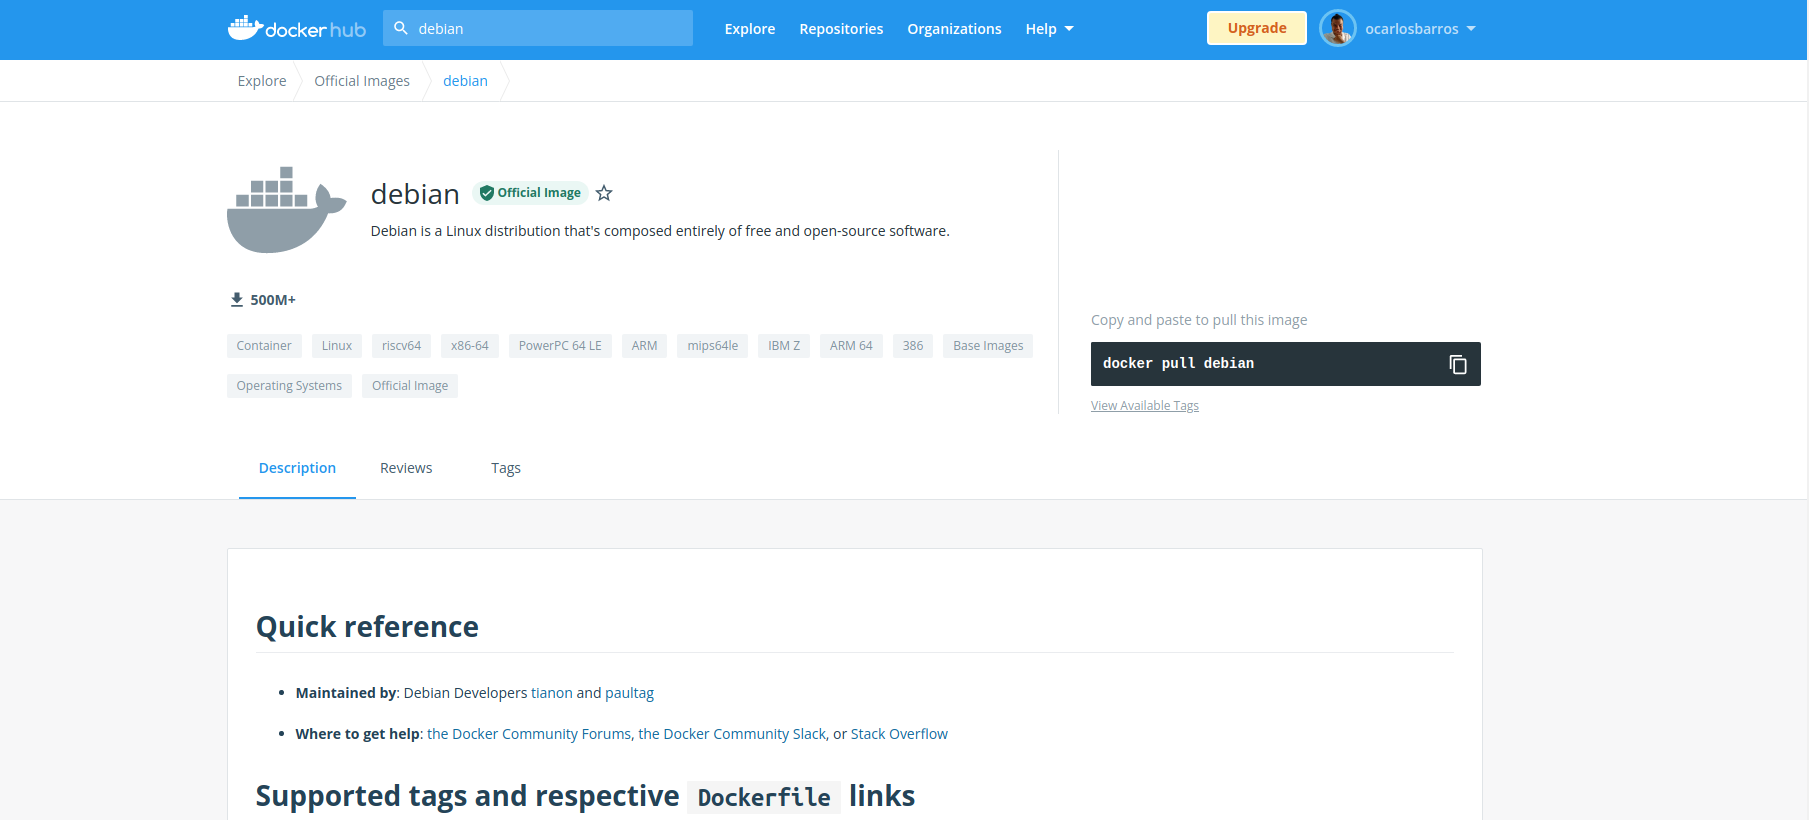 docker hub debian Explore Repositories Organizations Help Upgrade ocarlosbarros
Explore Official Images debian
debian Official Image
Debian is a Linux distribution that's composed entirely of free and open-source software.
500M+
Container Linux riscv64 x86-64 PowerPC 64 LE ARM mips64le IBM Z ARM 64 386 Base Images
Operating Systems Official Image
Copy and paste to pull this image
docker pull debian
View Available Tags
Description Reviews Tags
Quick reference
• Maintained by: Debian Developers tianon and paultag
• Where to get help: the Docker Community Forums, the Docker Community Slack, or Stack Overflow
Supported tags and respective Dockerfile links